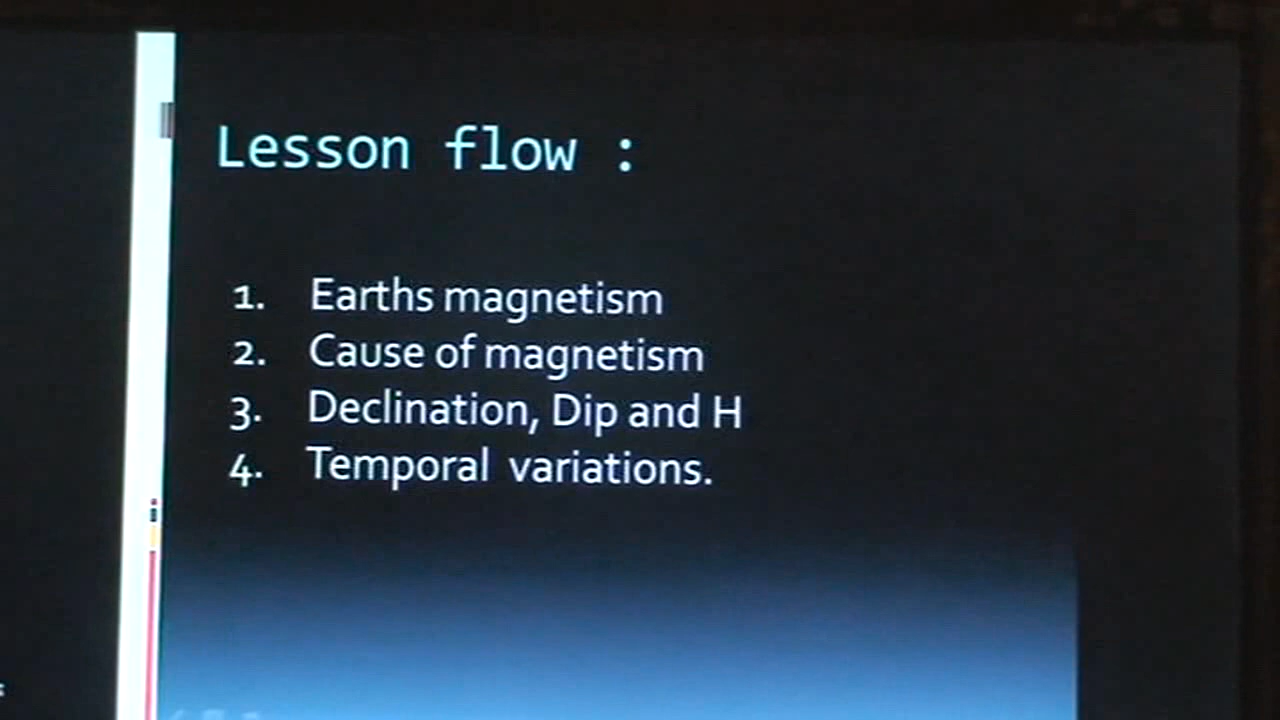 Lesson flow :
1. Earths magnetism
2. Cause of magnetism
3. Declination, Dip and H
4. Temporal variations.